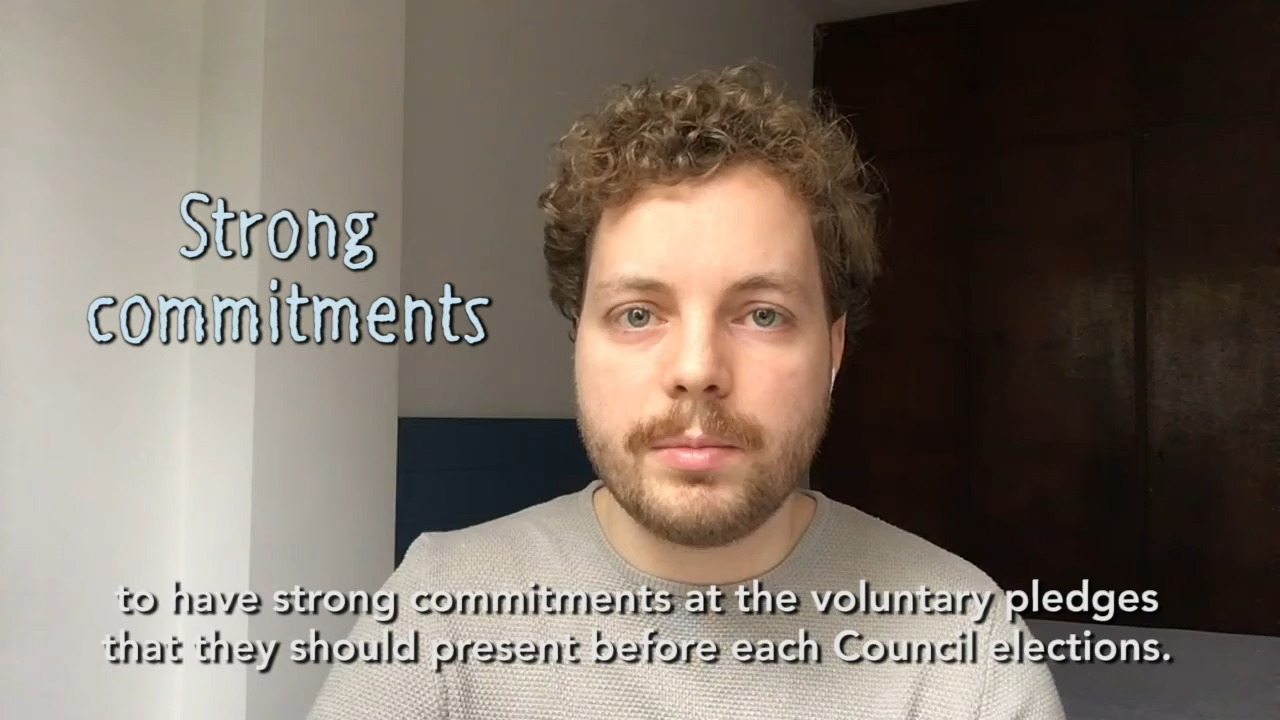 Strong
commitments
to have strong commitments at the voluntary pledges
that they should present before each Council elections.